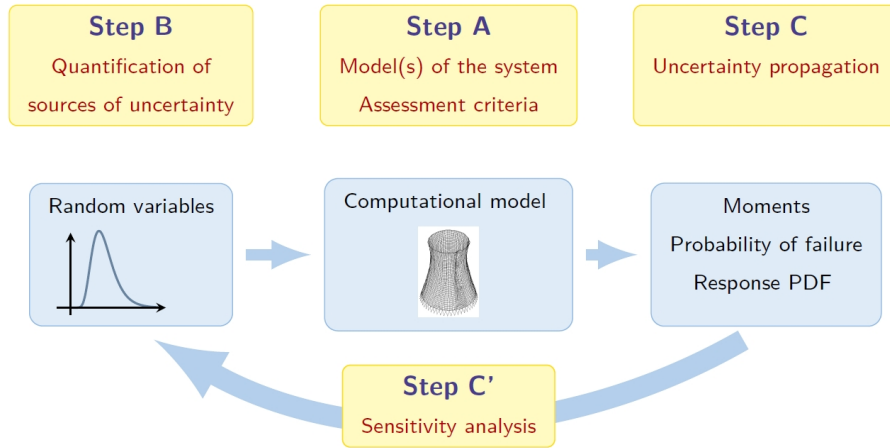 Step B
Quantification of
sources of uncertainty
Step A
Model(s) of the system
Assessment criteria
Step C
Uncertainty propagation
Random variables
Computational model
Moments
Probability of failure
Response PDF
Step C'
Sensitivity analysis